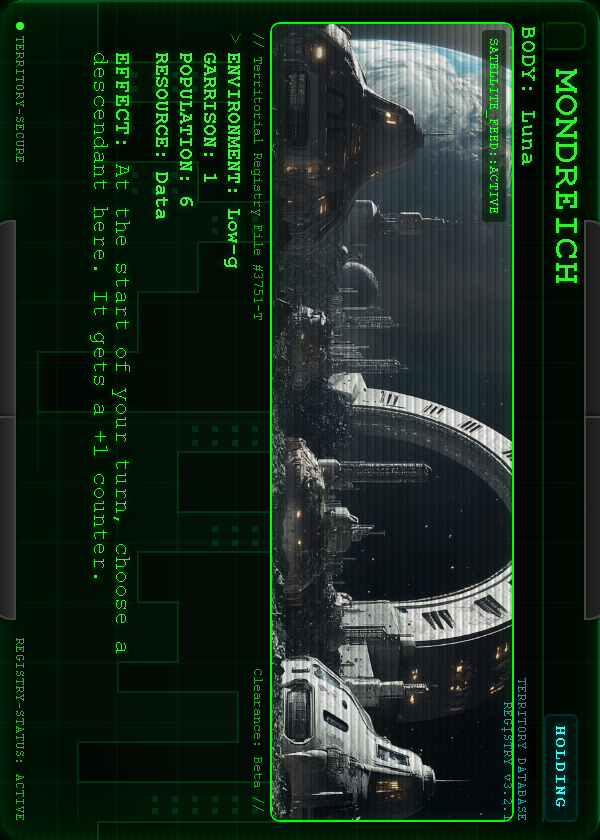 MONDREICH
HOLDING
BODY: Luna
TERRITORY DATABASE
REGISTRY v3.2.1
SATELLITE_FEED::ACTIVE
// Territorial Registry File #3751-T
Clearance: Beta //
> ENVIRONMENT: Low-g
GARRISON: 1
POPULATION: 6
RESOURCE: Data
EFFECT: At the start of your turn, choose a
descendant here. It gets a +1 counter.
TERRITORY-SECURE
REGISTRY-STATUS: ACTIVE